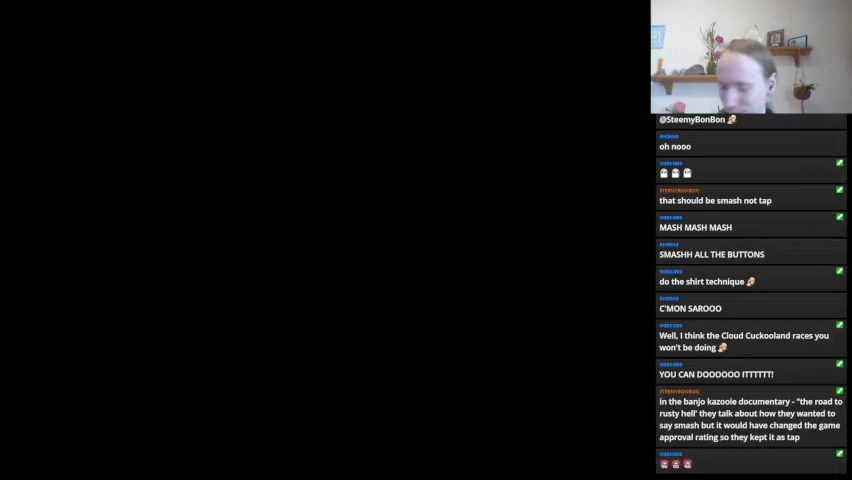 @SteemyBonBon
oh nooo
STEEMYBONBON
that should be smash not tap
MASH MASH MASH
SMASHH ALL THE BUTTONS
do the shirt technique
C'MON SAROOO
Well, I think the Cloud Cuckooland races you
won't be doing
YOU CAN DOOOOOO ITTTTTT!
STEEMYBONBON
in the banjo kazooie documentary - "the road to
rusty hell' they talk about how they wanted to
say smash but it would have changed the game
approval rating so they kept it as tap